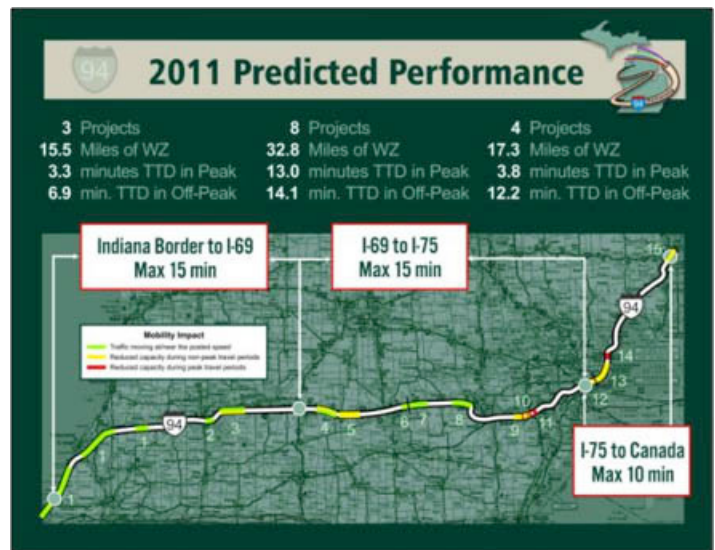 94
2011 Predicted Performance
3 Projects
15.5 Miles of WZ
3.3 minutes TTD in Peak
6.9 min. TTD in Off-Peak
8 Projects
32.8 Miles of WZ
13.0 minutes TTD in Peak
14.1 min. TTD in Off-Peak
4 Projects
17.3 Miles of WZ
3.8 minutes TTD in Peak
12.2 min. TTD in Off-Peak
Indiana Border to I-69
Max 15 min
I-69 to I-75
Max 15 min
15
94
Mobility Impact
Traffic moving at/near the posted speed
Reduced capacity during non-peak travel periods
Reduced capacity during peak travel periods
14
13
12
10
11
9
8
7
6
5
4
3
2
94
1
1
1
I-75 to Canada
Max 10 min